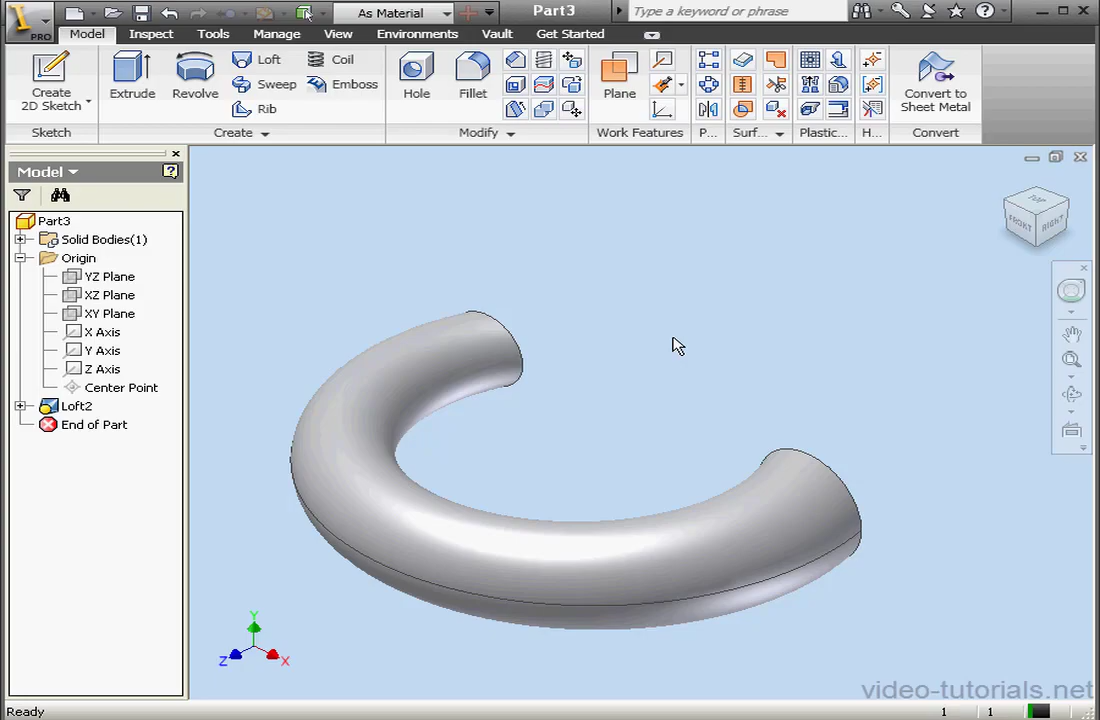 PRO
As Material
Part3
Type a keyword or phrase
Model
Inspect
Tools
Manage
View
Environments
Vault
Get Started
Create
2D Sketch
Extrude
Revolve
Loft
Sweep
Rib
Coil
Emboss
Hole
Fillet
Plane
Convert to
Sheet Metal
Sketch
Create
Modify
Work Features
P...
Surf...
Plastic...
H...
Convert
Model
Part3
Solid Bodies(1)
Origin
YZ Plane
XZ Plane
XY Plane
X Axis
Y Axis
Z Axis
Center Point
Loft2
End of Part
TOP
FRONT
RIGHT
Y
Z
X
video-tutorials.net
Ready
1
1